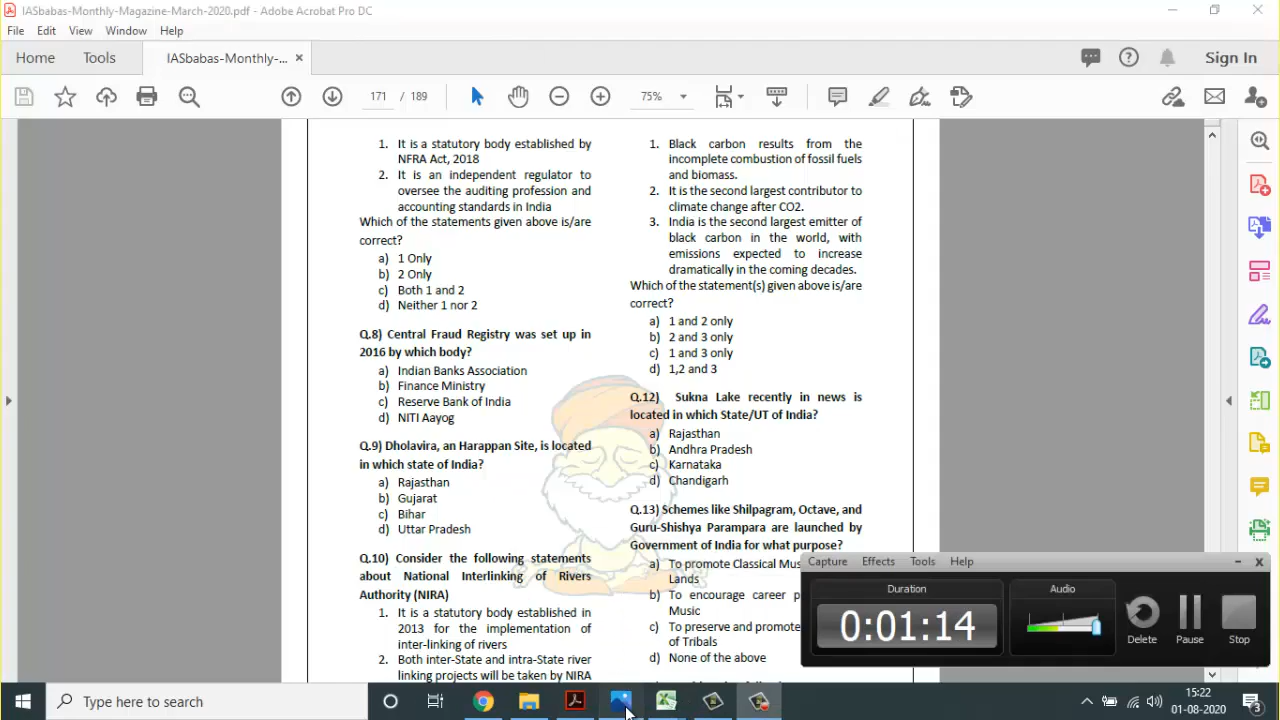 IASbabas-Monthly-Magazine-March-2020.pdf - Adobe Acrobat Pro DC
File Edit View Window Help
Home Tools IASbabas-Monthly-... × Sign In
171 / 189 75%
1. It is a statutory body established by
NFRA Act, 2018
2. It is an independent regulator to
oversee the auditing profession and
accounting standards in India
Which of the statements given above is/are
correct?
a) 1 Only
b) 2 Only
c) Both 1 and 2
d) Neither 1 nor 2
Q.8) Central Fraud Registry was set up in
2016 by which body?
a) Indian Banks Association
b) Finance Ministry
c) Reserve Bank of India
d) NITI Aayog
Q.9) Dholavira, an Harappan Site, is located
in which state of India?
a) Rajasthan
b) Gujarat
c) Bihar
d) Uttar Pradesh
Q.10) Consider the following statements
about National Interlinking of Rivers
Authority (NIRA)
1. It is a statutory body established in
2013 for the implementation of
inter-linking of rivers
2. Both inter-State and intra-State river
linking projects will be taken by NIRA
1. Black carbon results from the
incomplete combustion of fossil fuels
and biomass.
2. It is the second largest contributor to
climate change after CO2.
3. India is the second largest emitter of
black carbon in the world, with
emissions expected to increase
dramatically in the coming decades.
Which of the statement(s) given above is/are
correct?
a) 1 and 2 only
b) 2 and 3 only
c) 1 and 3 only
d) 1,2 and 3
Q.12) Sukna Lake recently in news is
located in which State/UT of India?
a) Rajasthan
b) Andhra Pradesh
c) Karnataka
d) Chandigarh
Q.13) Schemes like Shilpagram, Octave, and
Guru-Shishya Parampara are launched by
Government of India for what purpose?
a) To promote Classical
Lands
b) To encourage career
Music
c) To preserve and promote
of Tribals
d) None of the above
Capture Effects Tools Help
Duration Audio
0:01:14
Delete Pause Stop
Type here to search
15:22
01-08-2020
3